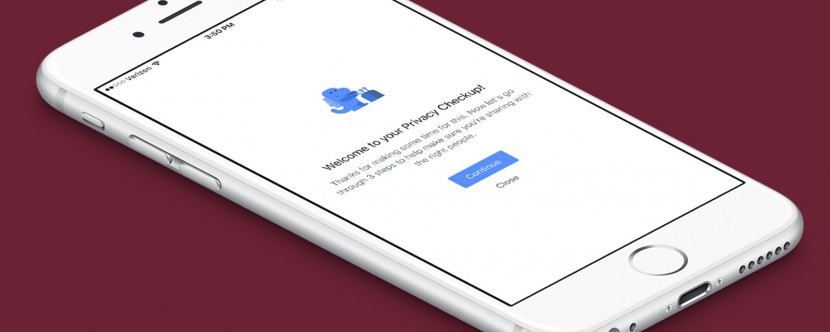 Verizon 3:50 PM
Welcome to your Privacy Checkup!
Thanks for making some time for this. Now let's go
through 3 steps to help make sure you're sharing with
the right people.
Continue
Close